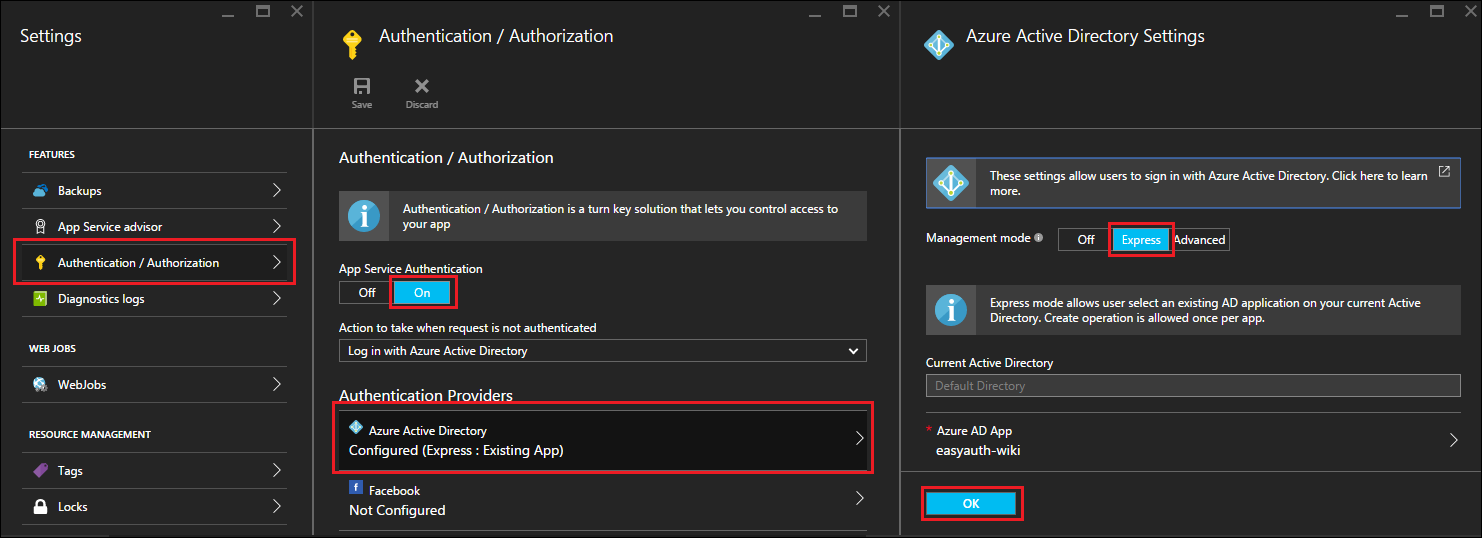 Settings
FEATURES
Backups
App Service advisor
Authentication / Authorization
Diagnostics logs
WEB JOBS
WebJobs
RESOURCE MANAGEMENT
Tags
Locks
Authentication / Authorization
Save
Discard
Authentication / Authorization
Authentication / Authorization is a turn key solution that lets you control access to
your app
App Service Authentication
Off
On
Action to take when request is not authenticated
Log in with Azure Active Directory
Authentication Providers
Azure Active Directory
Configured (Express : Existing App)
Facebook
Not Configured
Azure Active Directory Settings
These settings allow users to sign in with Azure Active Directory. Click here to learn
more.
Management mode
Off
Express
Advanced
Express mode allows user select an existing AD application on your current Active
Directory. Create operation is allowed once per app.
Current Active Directory
Default Directory
* Azure AD App
easyauth-wiki
OK